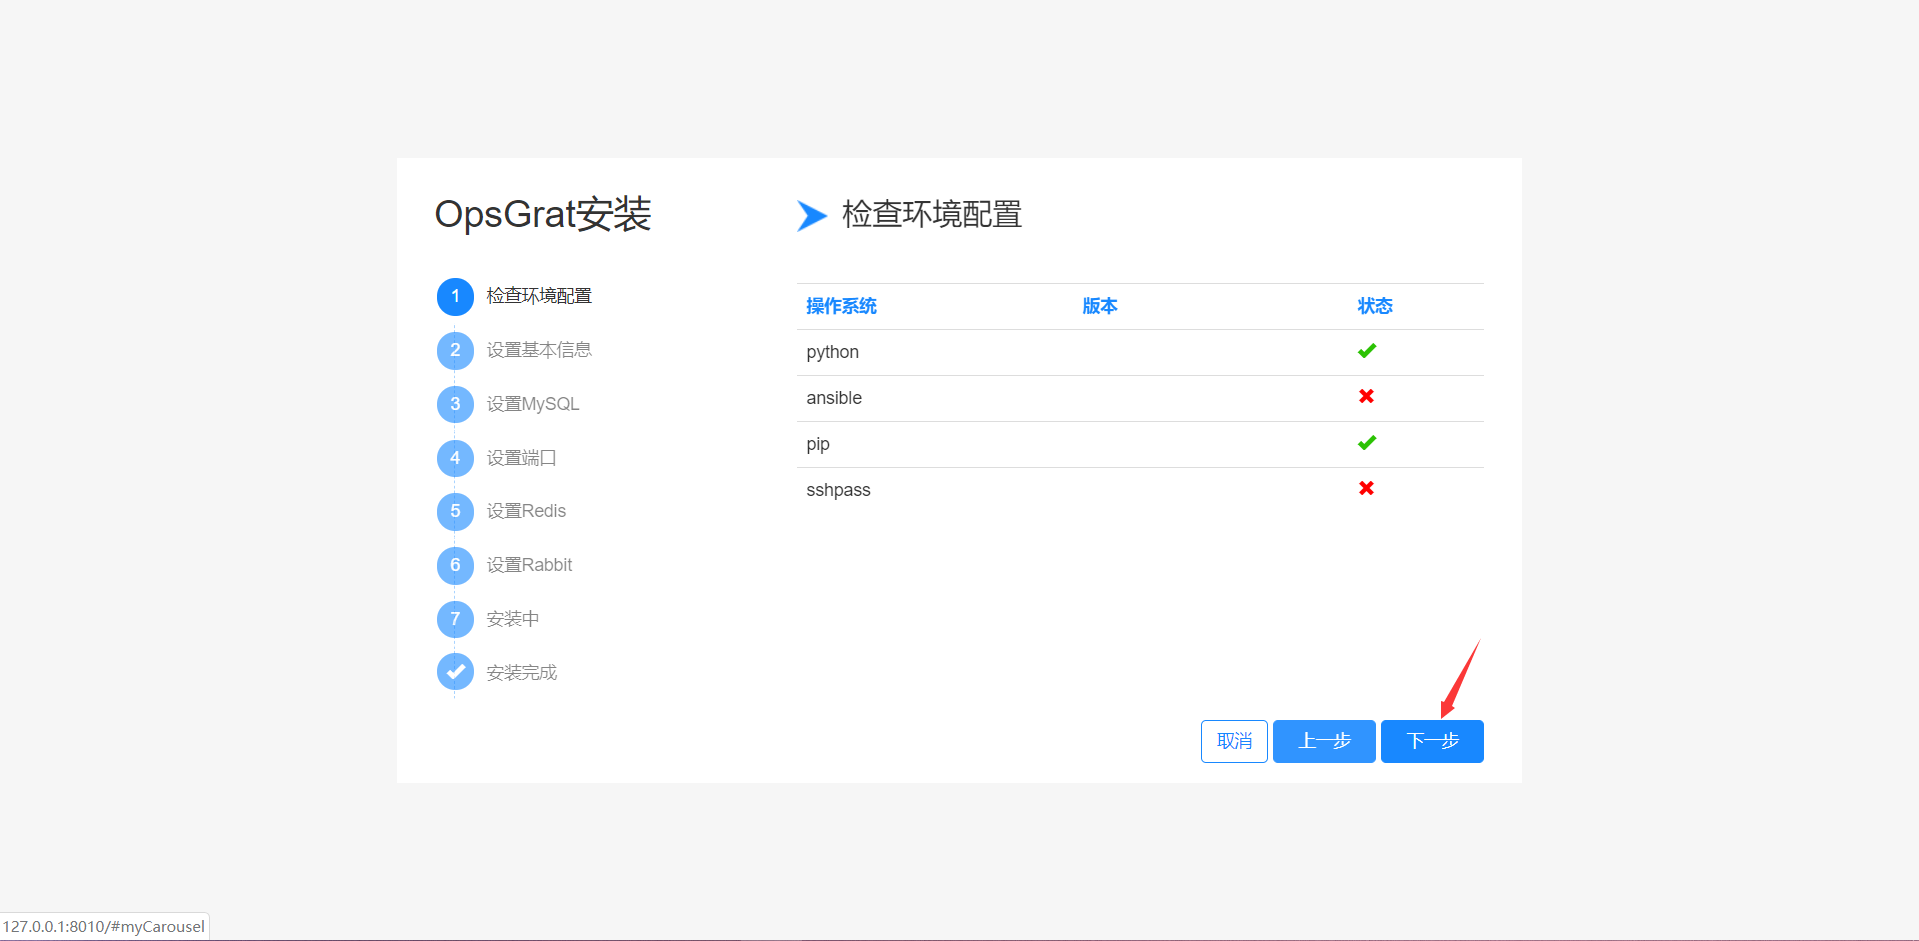 OpsGrat安装
检查环境配置
1 检查环境配置
2 设置基本信息
3 设置MySQL
4 设置端口
5 设置Redis
6 设置Rabbit
7 安装中
安装完成
操作系统 版本 状态
python
ansible
pip
sshpass
取消 上一步 下一步
127.0.0.1:8010/#myCarousel